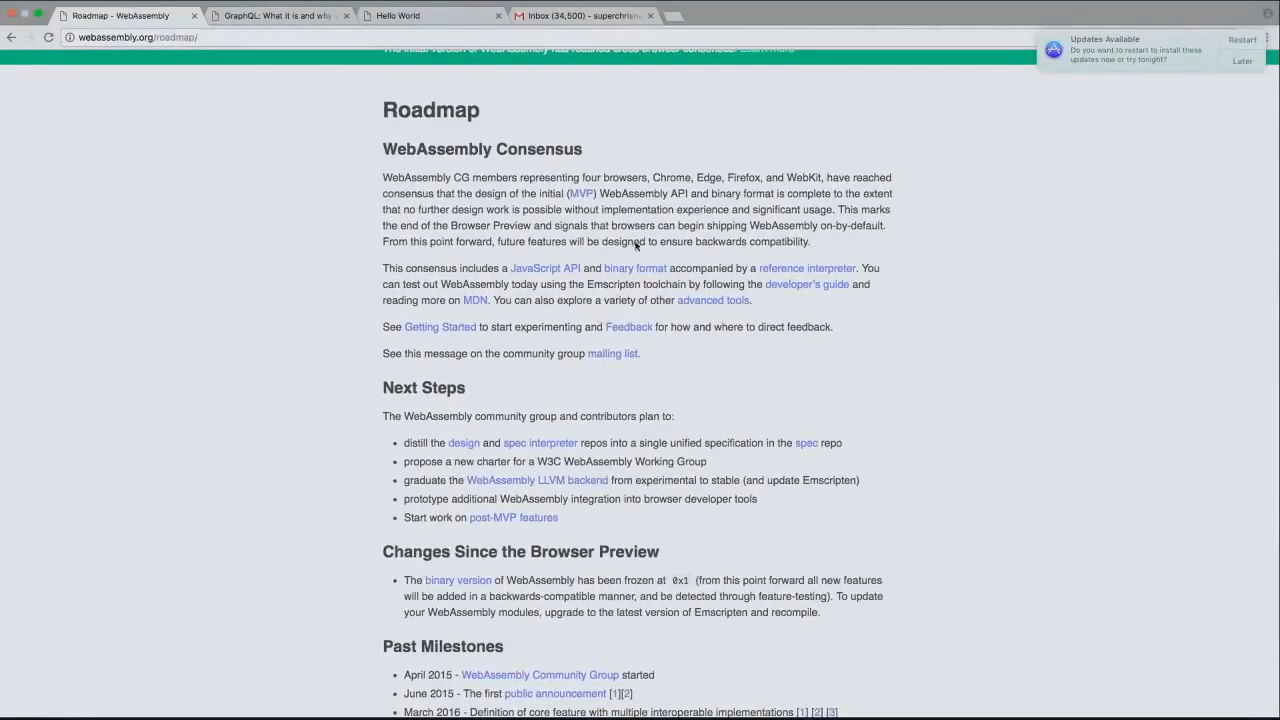 Roadmap - WebAssembly
GraphQL: What it is and why
Hello World
Inbox (34,500) - superchrisne
webassembly.org/roadmap/
Updates Available
Do you want to restart to install these
updates now or try tonight?
Restart
Later
The initial version of WebAssembly has reached cross-browser consensus. Learn more
Roadmap
WebAssembly Consensus
WebAssembly CG members representing four browsers, Chrome, Edge, Firefox, and WebKit, have reached
consensus that the design of the initial (MVP) WebAssembly API and binary format is complete to the extent
that no further design work is possible without implementation experience and significant usage. This marks
the end of the Browser Preview and signals that browsers can begin shipping WebAssembly on-by-default.
From this point forward, future features will be designed to ensure backwards compatibility.
This consensus includes a JavaScript API and binary format accompanied by a reference interpreter. You
can test out WebAssembly today using the Emscripten toolchain by following the developer's guide and
reading more on MDN. You can also explore a variety of other advanced tools.
See Getting Started to start experimenting and Feedback for how and where to direct feedback.
See this message on the community group mailing list.
Next Steps
The WebAssembly community group and contributors plan to:
• distill the design and spec interpreter repos into a single unified specification in the spec repo
• propose a new charter for a W3C WebAssembly Working Group
• graduate the WebAssembly LLVM backend from experimental to stable (and update Emscripten)
• prototype additional WebAssembly integration into browser developer tools
• Start work on post-MVP features
Changes Since the Browser Preview
• The binary version of WebAssembly has been frozen at 0x1 (from this point forward all new features
will be added in a backwards-compatible manner, and be detected through feature-testing). To update
your WebAssembly modules, upgrade to the latest version of Emscripten and recompile.
Past Milestones
• April 2015 - WebAssembly Community Group started
• June 2015 - The first public announcement [1][2]
• March 2016 - Definition of core feature with multiple interoperable implementations [1] [2] [3]